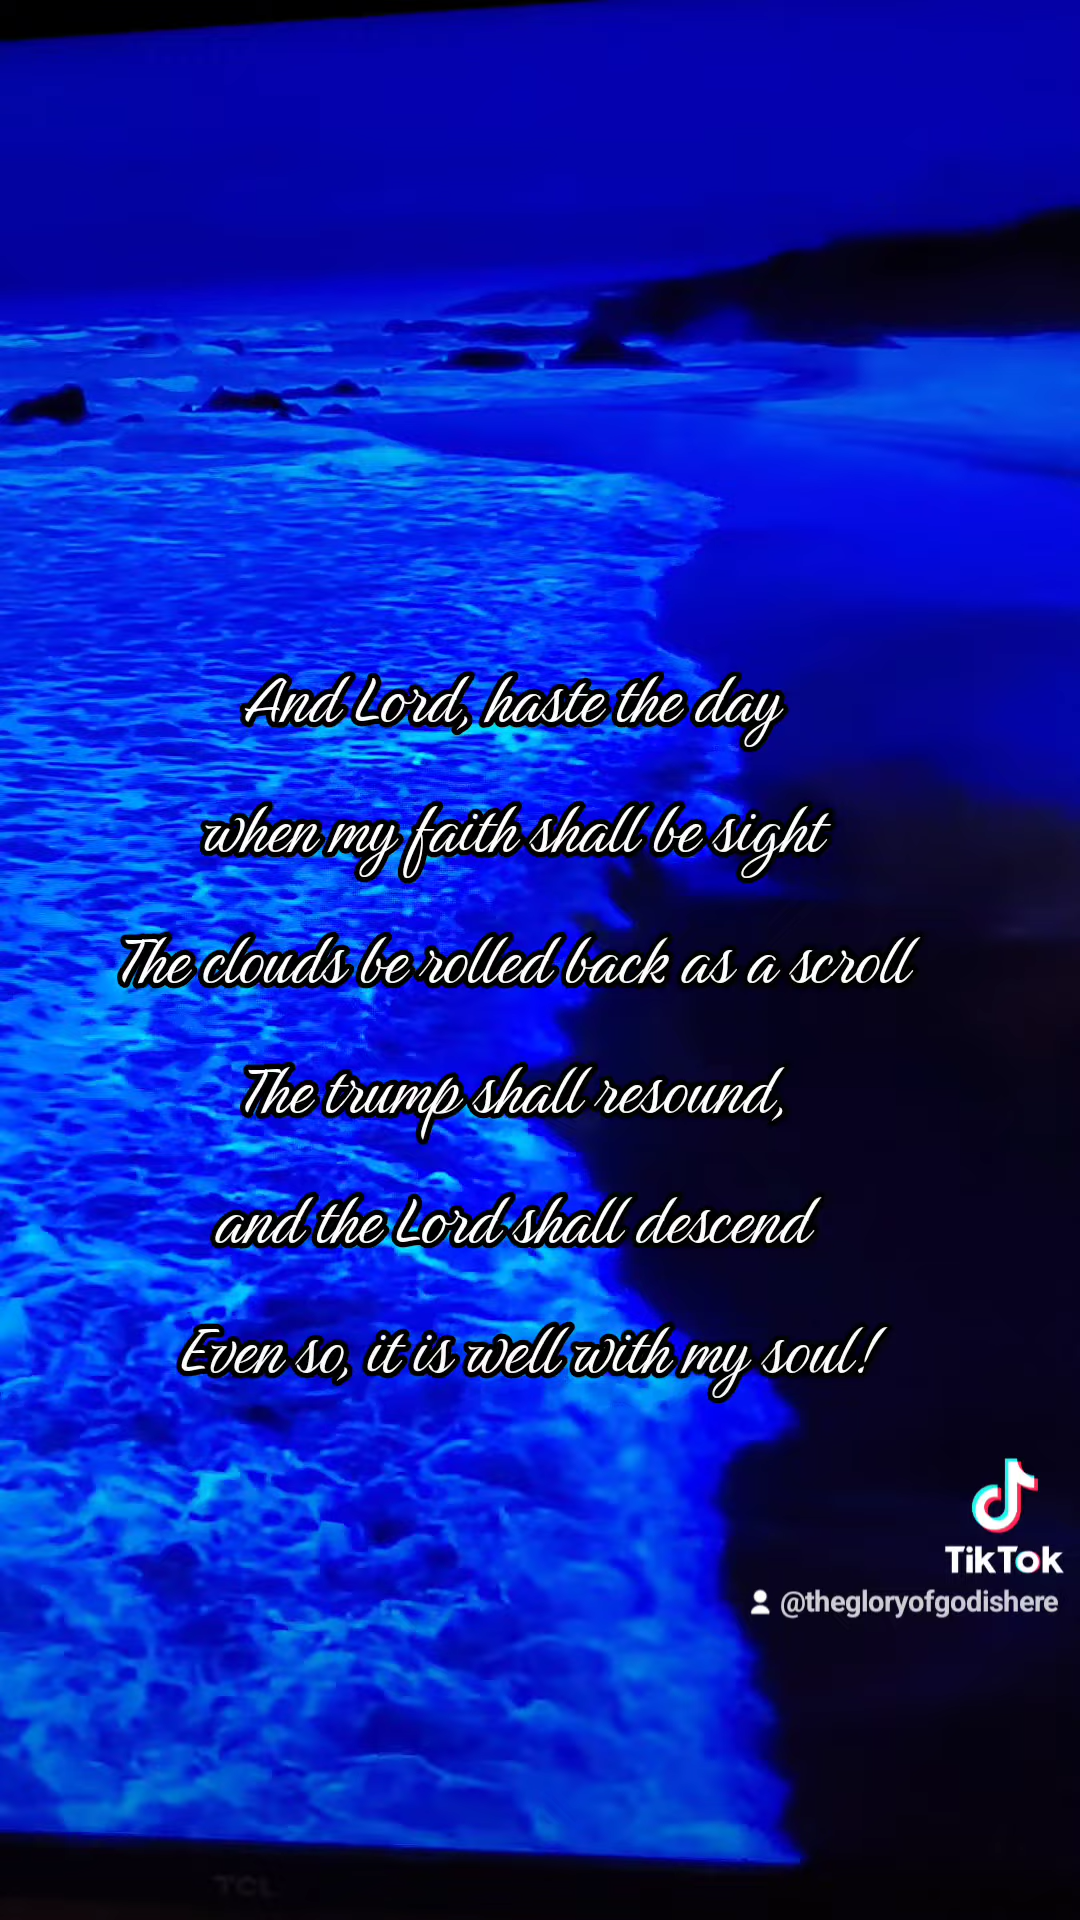 And Lord, haste the day
when my faith shall be sight
The clouds be rolled back as a scroll
The trump shall resound,
and the Lord shall descend
Even so, it is well with my soul!
TikTok
@thegloryofgodishere
TCL